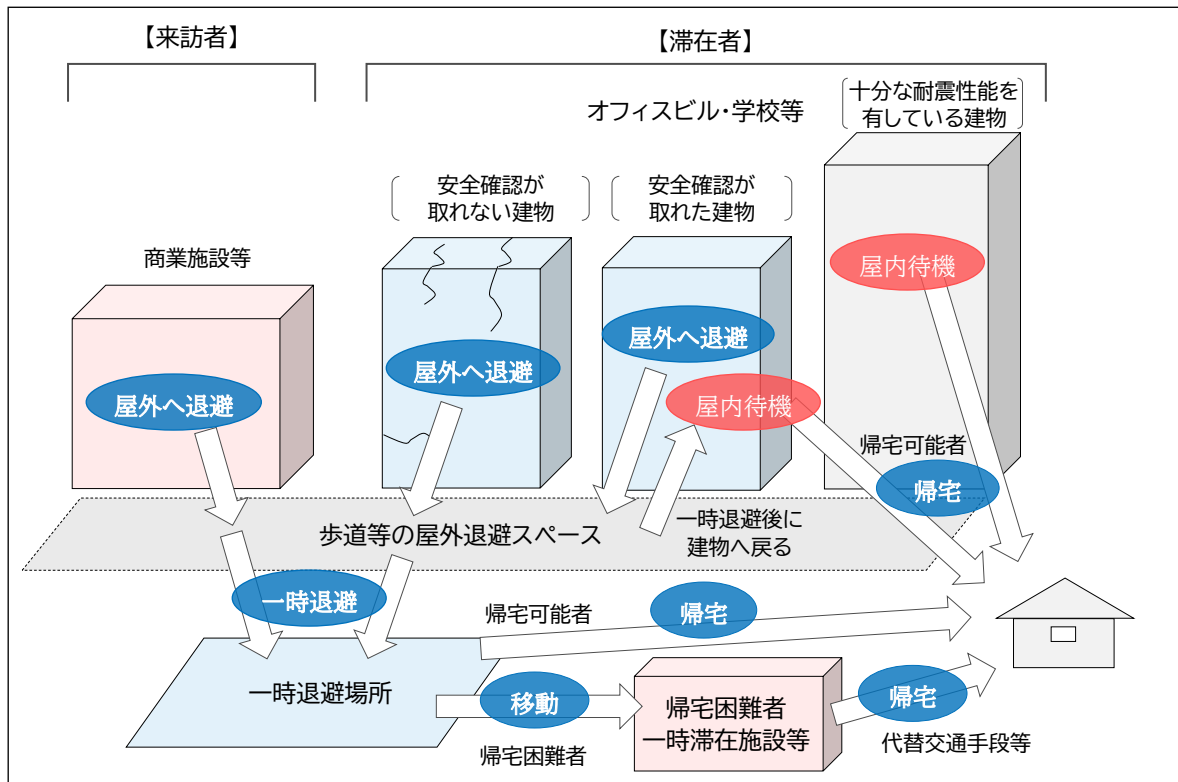 【来訪者】
【滞在者】
オフィスビル・学校等
十分な耐震性能を
有している建物
安全確認が
取れない建物
安全確認が
取れた建物
商業施設等
屋内待機
屋外へ退避
屋外へ退避
屋外へ退避
屋内待機
帰宅可能者
帰宅
歩道等の屋外退避スペース
一時退避後に
建物へ戻る
一時退避
帰宅可能者
帰宅
一時退避場所
移動
帰宅困難者
帰宅困難者
一時滞在施設等
帰宅
代替交通手段等